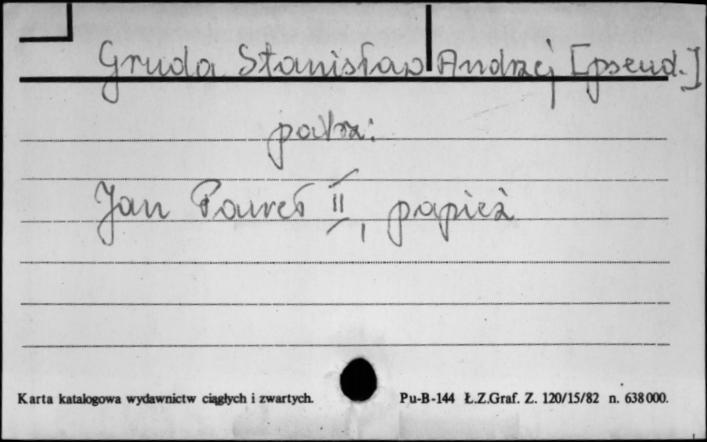 Gruda Stanisław Andrzej [pseud.]
patrz:
Jan Paweł II, papież
Karta katalogowa wydawnictw ciągłych i zwartych. Pu-B-144 Ł.Z.Graf. Z. 120/15/82 n. 638000.